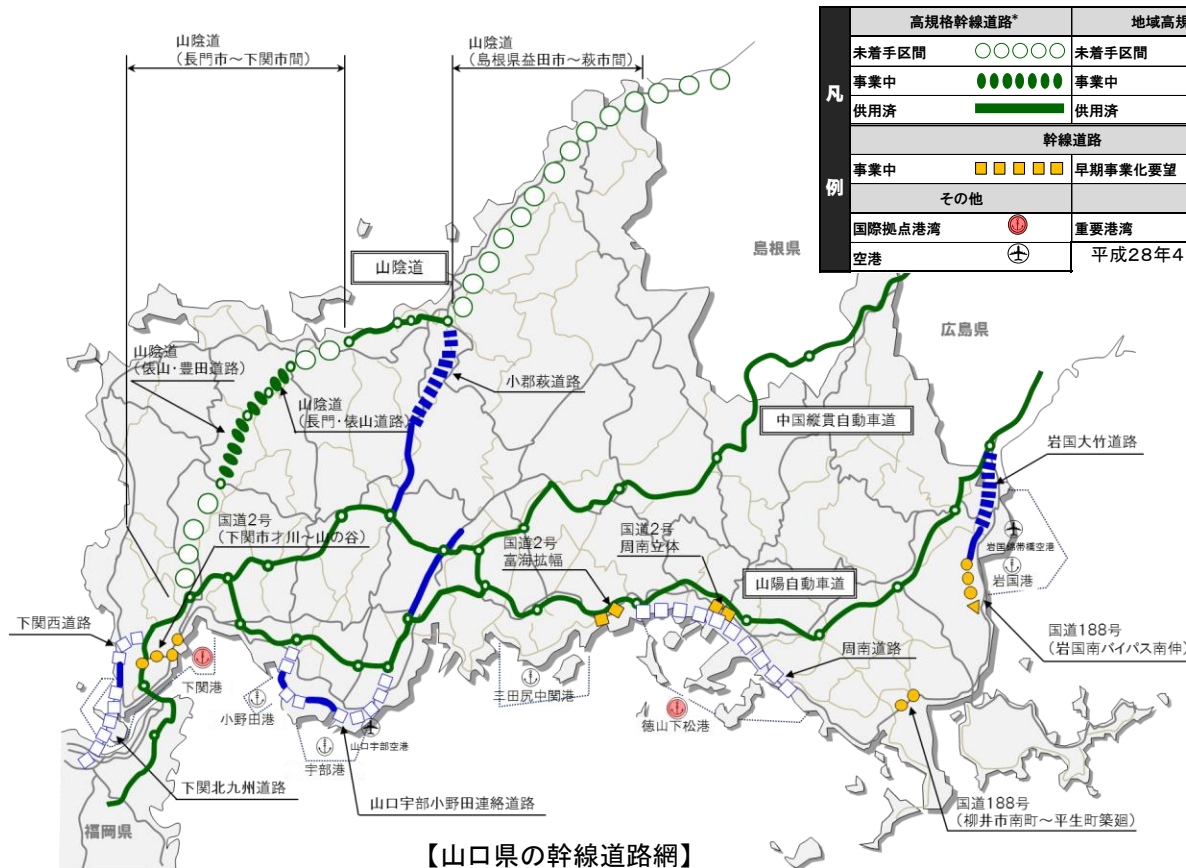 山陰道
(長門市～下関市間)
山陰道
(島根県益田市～萩市間)
凡
例
高規格幹線道路*
地域高規
未着手区間
未着手区間
事業中
事業中
供用済
供用済
幹線道路
事業中
早期事業化要望
その他
国際拠点港湾
重要港湾
空港
平成28年4
島根県
山陰道
広島県
山陰道
(俵山・豊田道路)
小郡萩道路
山陰道
(長門・俵山道路)
中国縦貫自動車道
岩国大竹道路
国道2号
(下関市才川～山の谷)
国道2号
富海拡幅
国道2号
周南立体
岩国錦帯橋空港
岩国港
山陽自動車道
下関西道路
国道188号
(岩国南バイパス南伸)
周南道路
下関港
小野田港
三田尻中関港
徳山下松港
山口宇部空港
宇部港
下関北九州道路
山口宇部小野田連絡道路
国道188号
(柳井市南町～平生町築廻)
福岡県
【山口県の幹線道路網】